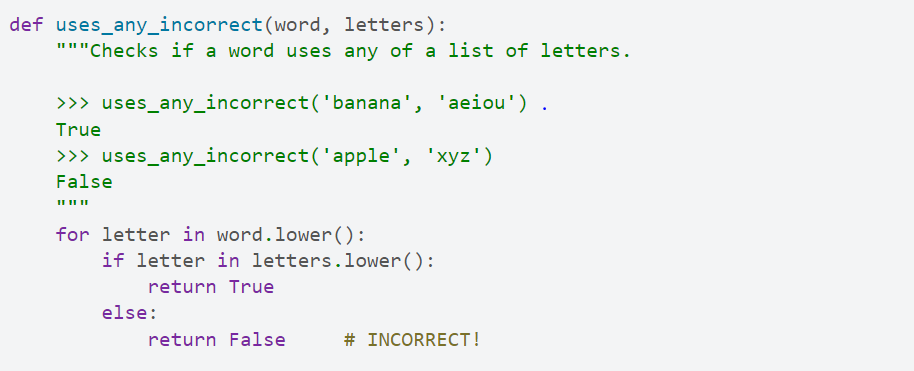 def uses_any_incorrect(word, letters):
    """Checks if a word uses any of a list of letters.

    >>> uses_any_incorrect('banana', 'aeiou') .
    True
    >>> uses_any_incorrect('apple', 'xyz')
    False
    """
    for letter in word.lower():
        if letter in letters.lower():
            return True
        else:
            return False     # INCORRECT!